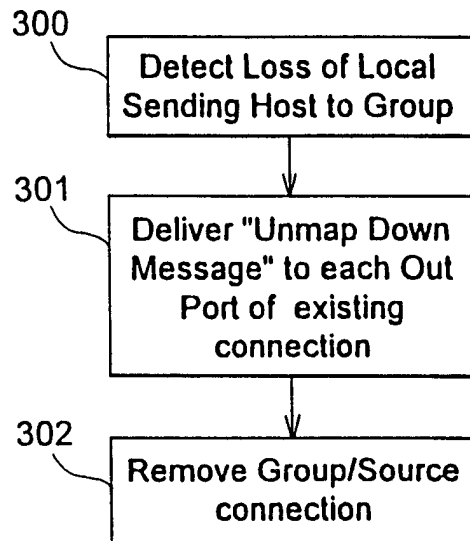 300
Detect Loss of Local
Sending Host to Group
301
Deliver "Unmap Down
Message" to each Out
Port of existing
connection
302
Remove Group/Source
connection